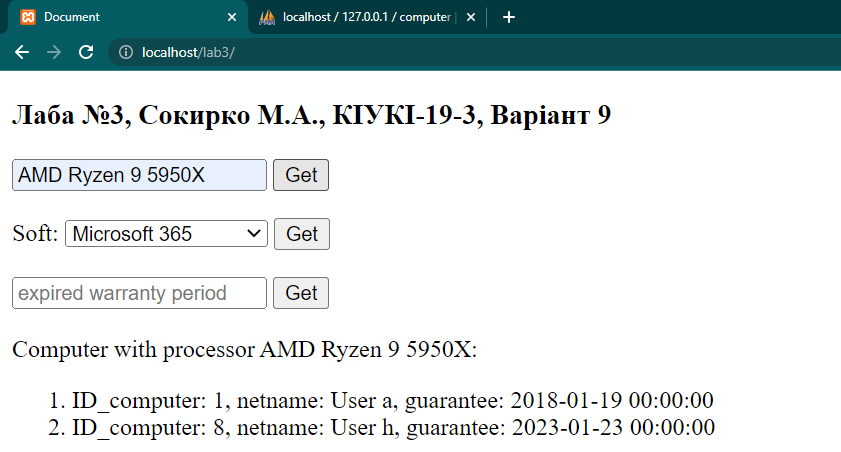 Document
localhost / 127.0.0.1 / computer
localhost/lab3/
Лаба №3, Сокирко М.А., КІУКІ-19-3, Варіант 9
AMD Ryzen 9 5950X Get
Soft: Microsoft 365 Get
expired warranty period Get
Computer with processor AMD Ryzen 9 5950X:
1. ID_computer: 1, netname: User a, guarantee: 2018-01-19 00:00:00
2. ID_computer: 8, netname: User h, guarantee: 2023-01-23 00:00:00